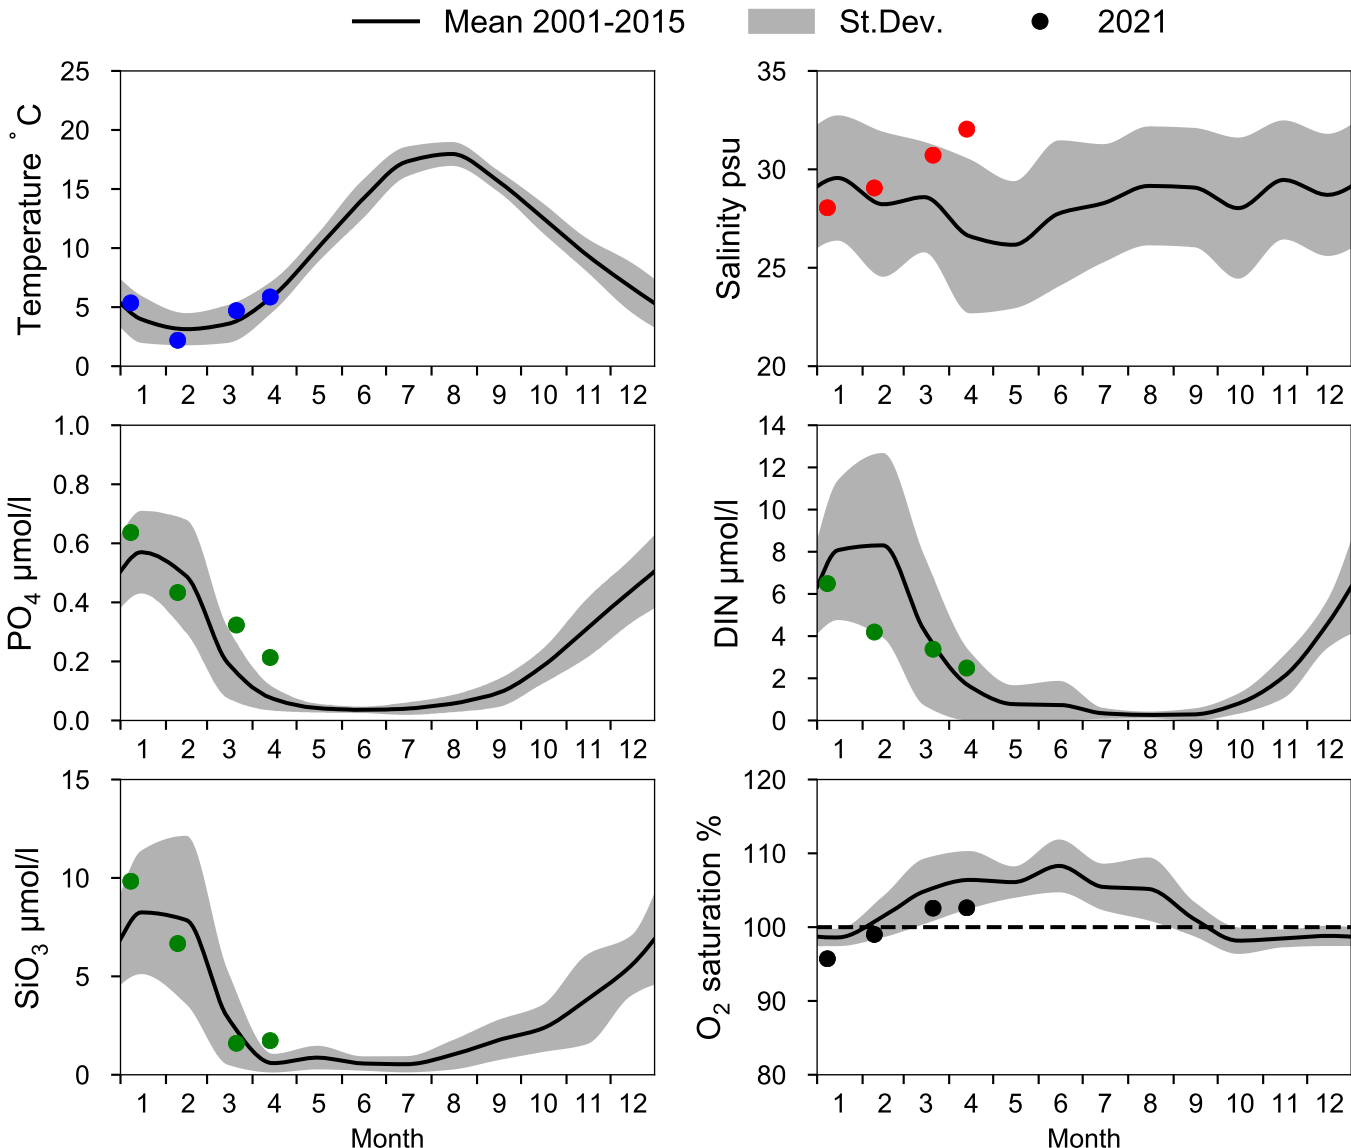 Mean 2001-2015 St.Dev. 2021
Temperature ˚C
25
20
15
10
5
0
1 2 3 4 5 6 7 8 9 10 11 12
Salinity psu
35
30
25
20
1 2 3 4 5 6 7 8 9 10 11 12
PO4 µmol/l
1.0
0.8
0.6
0.4
0.2
0.0
1 2 3 4 5 6 7 8 9 10 11 12
DIN µmol/l
14
12
10
8
6
4
2
0
1 2 3 4 5 6 7 8 9 10 11 12
SiO3 µmol/l
15
10
5
0
1 2 3 4 5 6 7 8 9 10 11 12
Month
O2 saturation %
120
110
100
90
80
1 2 3 4 5 6 7 8 9 10 11 12
Month